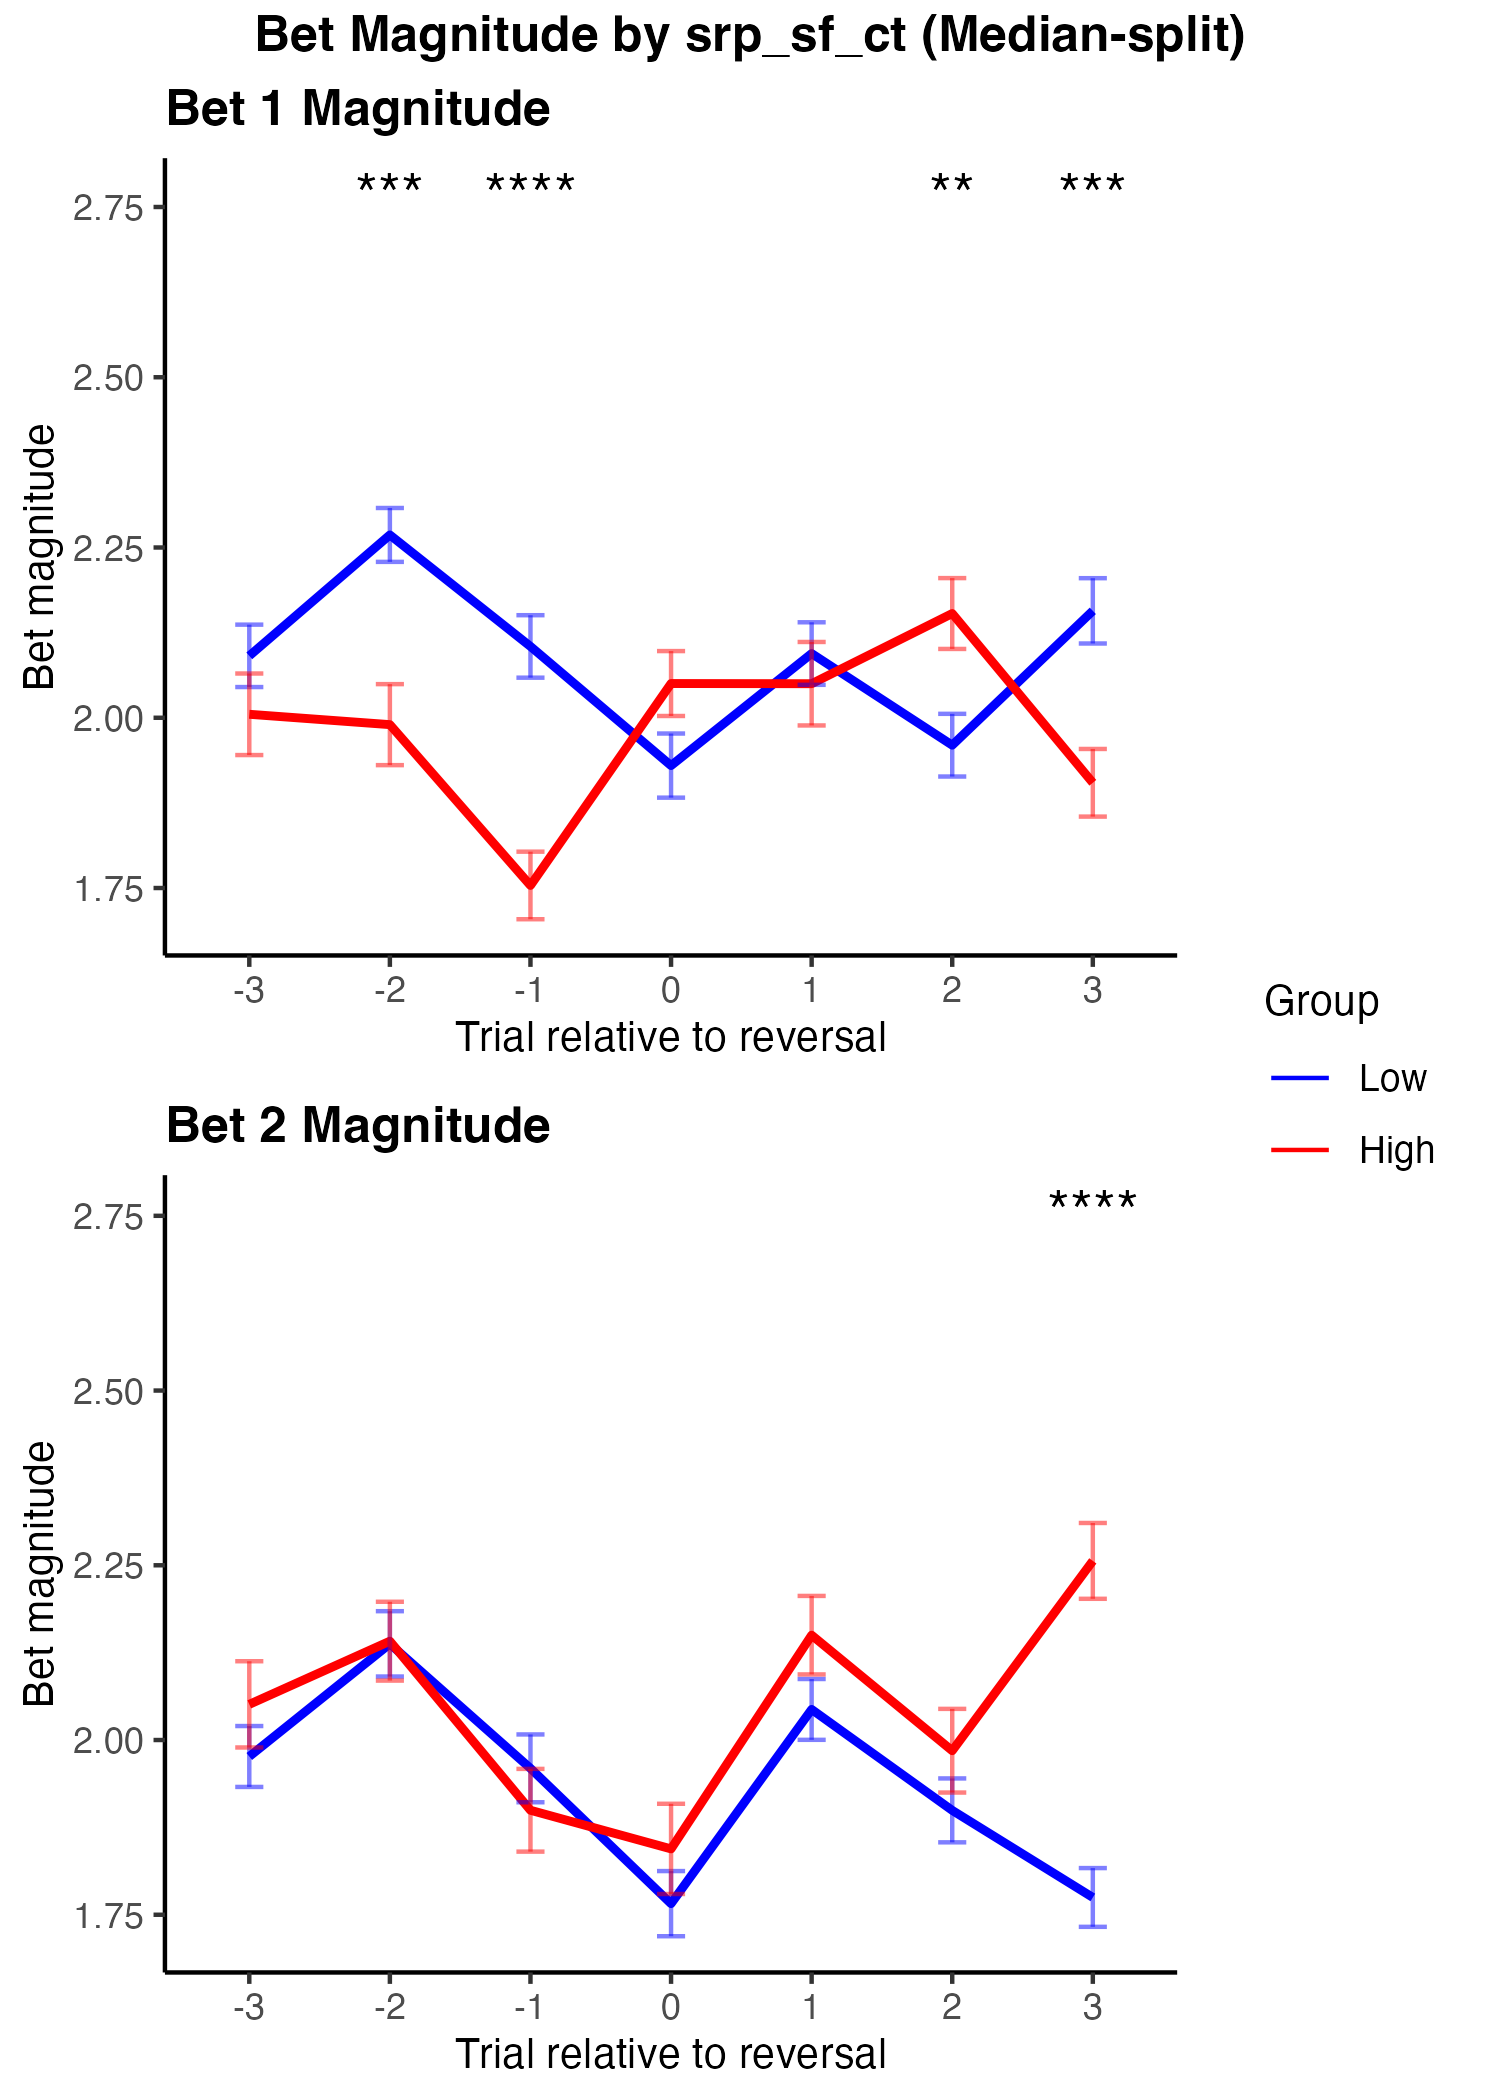 Bet Magnitude by srp_sf_ct (Median-split)
Bet 1 Magnitude
*** **** ** ***
2.75
2.50
2.25
2.00
1.75
Bet magnitude
-3 -2 -1 0 1 2 3
Trial relative to reversal
Group
Low
High
Bet 2 Magnitude
****
2.75
2.50
2.25
2.00
1.75
Bet magnitude
-3 -2 -1 0 1 2 3
Trial relative to reversal